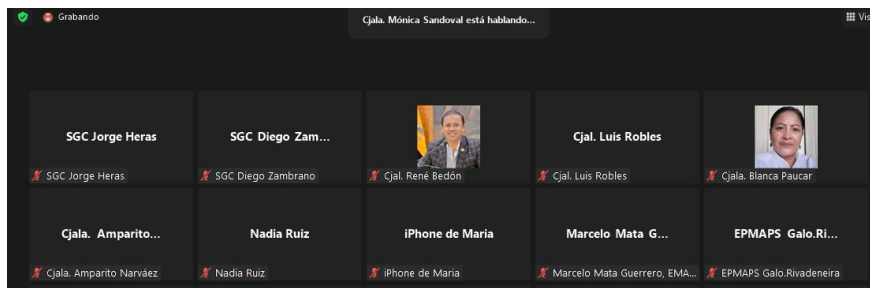 Grabando
Cjala. Mónica Sandoval está hablando...
Vis
SGC Jorge Heras
SGC Diego Zam...
Cjal. Luis Robles
SGC Jorge Heras
SGC Diego Zambrano
Cjal. René Bedón
Cjal. Luis Robles
Cjala. Blanca Paucar
Cjala. Amparito...
Nadia Ruiz
iPhone de Maria
Marcelo Mata G...
EPMAPS Galo.Ri...
Cjala. Amparito Narváez
Nadia Ruiz
iPhone de Maria
Marcelo Mata Guerrero, EMA...
EPMAPS Galo.Rivadeneira